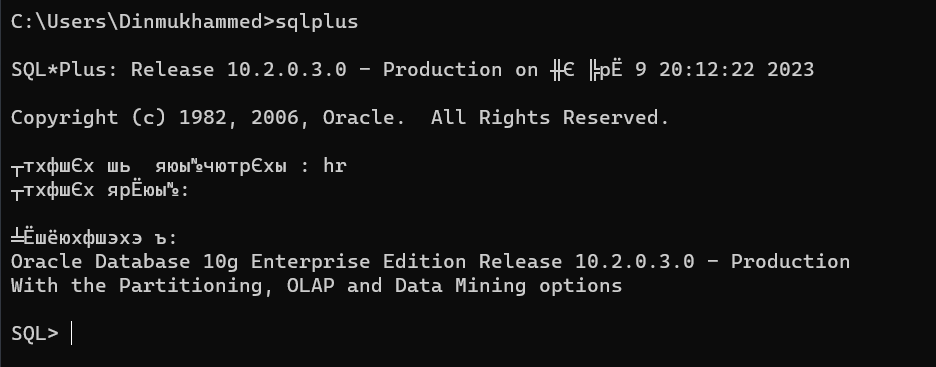 C:\Users\Dinmukhammed>sqlplus
SQL*Plus: Release 10.2.0.3.0 - Production on ╫Є ╠рЁ 9 20:12:22 2023
Copyright (c) 1982, 2006, Oracle.  All Rights Reserved.
┬тхфшЄх шь  яюы№чютрЄхы : hr
┬тхфшЄх ярЁюы№:
╧Ёшёюхфшэхэ ъ:
Oracle Database 10g Enterprise Edition Release 10.2.0.3.0 - Production
With the Partitioning, OLAP and Data Mining options
SQL>